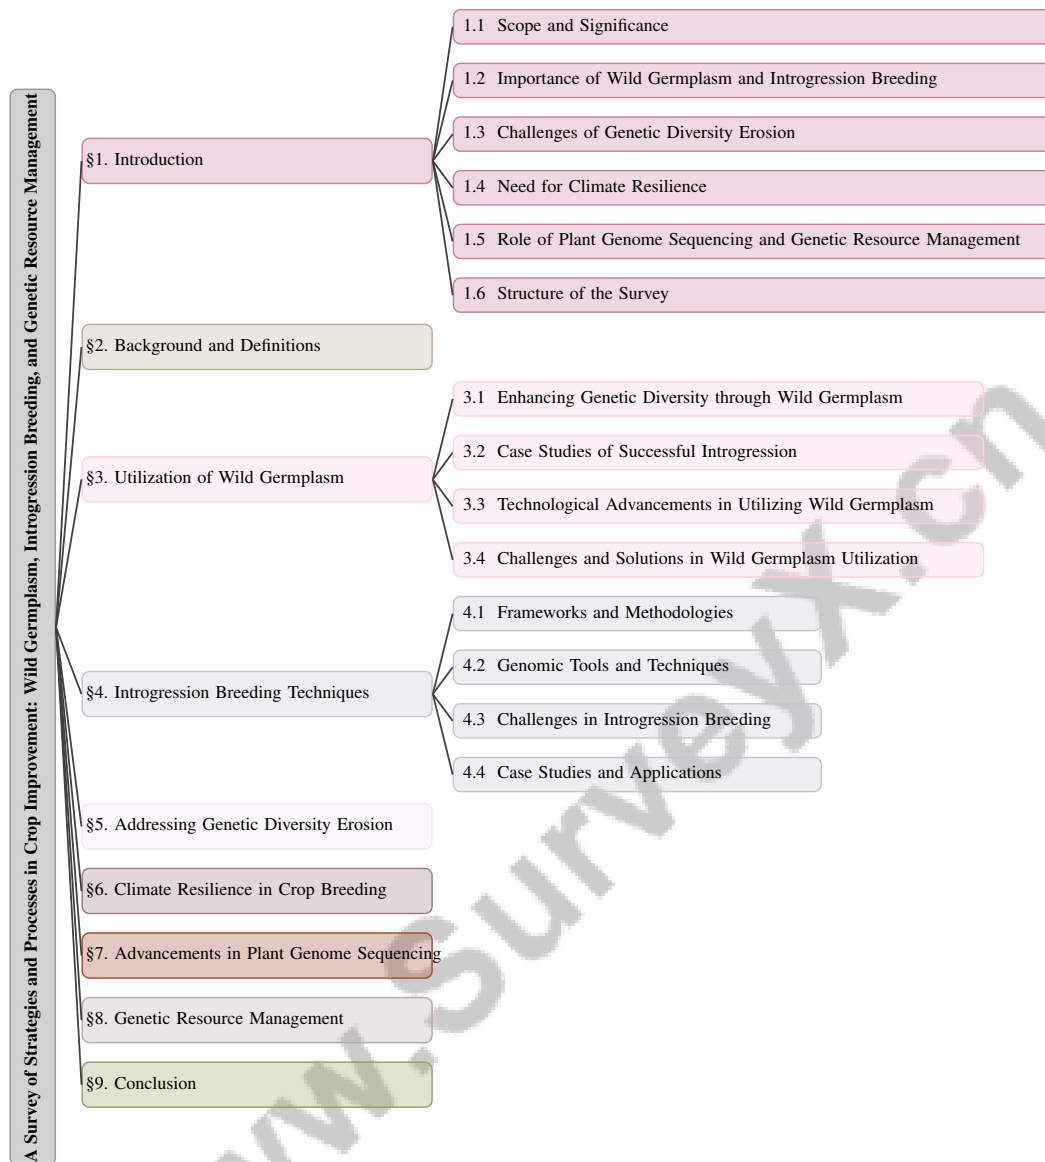 A Survey of Strategies and Processes in Crop Improvement: Wild Germplasm, Introgression Breeding, and Genetic Resource Management
§1. Introduction
1.1 Scope and Significance
1.2 Importance of Wild Germplasm and Introgression Breeding
1.3 Challenges of Genetic Diversity Erosion
1.4 Need for Climate Resilience
1.5 Role of Plant Genome Sequencing and Genetic Resource Management
1.6 Structure of the Survey
§2. Background and Definitions
§3. Utilization of Wild Germplasm
3.1 Enhancing Genetic Diversity through Wild Germplasm
3.2 Case Studies of Successful Introgression
3.3 Technological Advancements in Utilizing Wild Germplasm
3.4 Challenges and Solutions in Wild Germplasm Utilization
§4. Introgression Breeding Techniques
4.1 Frameworks and Methodologies
4.2 Genomic Tools and Techniques
4.3 Challenges in Introgression Breeding
4.4 Case Studies and Applications
§5. Addressing Genetic Diversity Erosion
§6. Climate Resilience in Crop Breeding
§7. Advancements in Plant Genome Sequencing
§8. Genetic Resource Management
§9. Conclusion
www.surveyx.cn